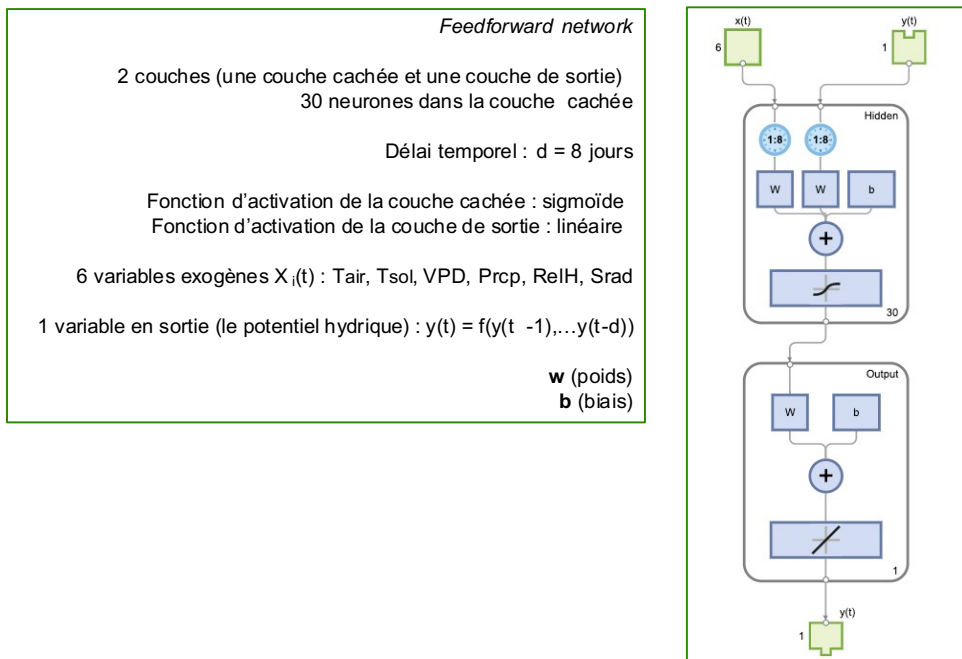 Feedforward network
2 couches (une couche cachée et une couche de sortie)
30 neurones dans la couche cachée
Délai temporel : d = 8 jours
Fonction d'activation de la couche cachée : sigmoïde
Fonction d'activation de la couche de sortie : linéaire
6 variables exogènes X i(t) : Tair, Tsol, VPD, Prcp, RelH, Srad
1 variable en sortie (le potentiel hydrique) : y(t) = f(y(t -1),...y(t-d))
w (poids)
b (biais)
x(t) y(t)
6 1
Hidden
1:8 1:8
W W b
+
30
Output
W b
+
1
y(t)
1